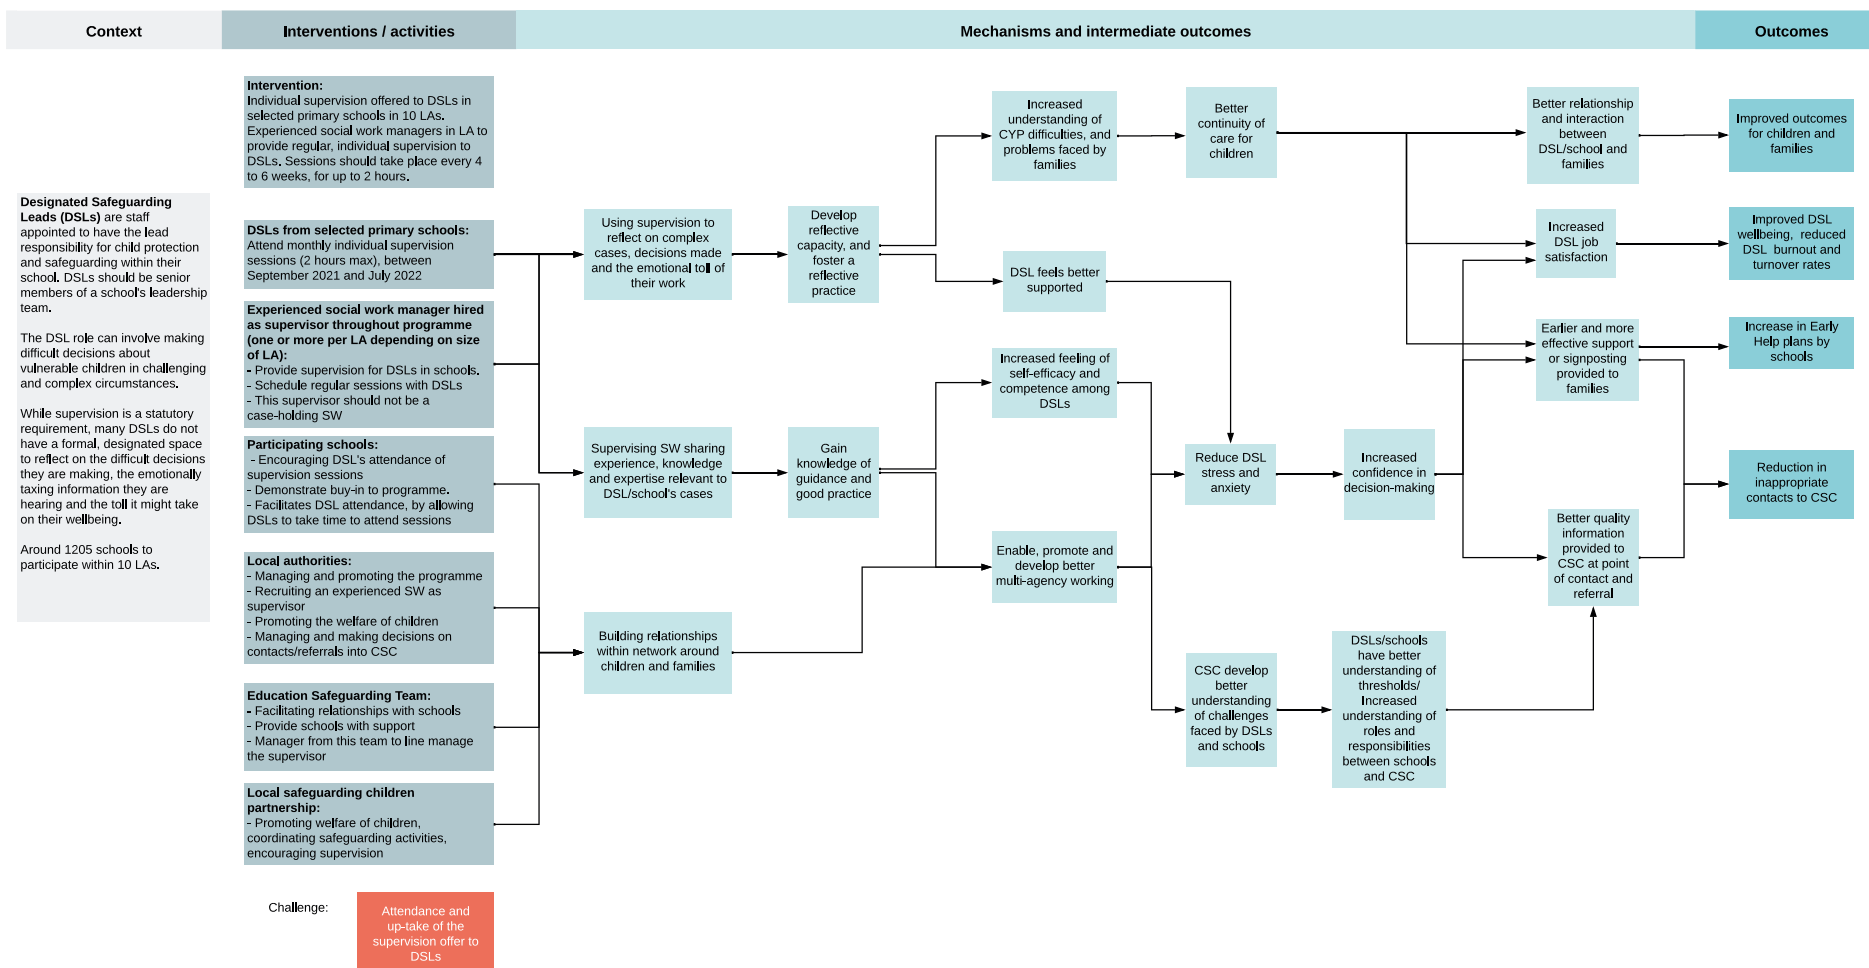 Context
Interventions / activities
Mechanisms and intermediate outcomes
Outcomes
Designated Safeguarding
Leads (DSLs) are staff
appointed to have the lead
responsibility for child protection
and safeguarding within their
school. DSLs should be senior
members of a school's leadership
team.
The DSL role can involve making
difficult decisions about
vulnerable children in challenging
and complex circumstances.
While supervision is a statutory
requirement, many DSLs do not
have a formal, designated space
to reflect on the difficult decisions
they are making, the emotionally
taxing information they are
hearing and the toll it might take
on their wellbeing.
Around 1205 schools to
participate within 10 LAs.
Intervention:
Individual supervision offered to DSLs in
selected primary schools in 10 LAs.
Experienced social work managers in LA to
provide regular, individual supervision to
DSLs. Sessions should take place every 4
to 6 weeks, for up to 2 hours.
DSLs from selected primary schools:
Attend monthly individual supervision
sessions (2 hours max), between
September 2021 and July 2022
Experienced social work manager hired
as supervisor throughout programme
(one or more per LA depending on size
of LA):
- Provide supervision for DSLs in schools.
- Schedule regular sessions with DSLs
- This supervisor should not be a
case-holding SW
Participating schools:
- Encouraging DSL's attendance of
supervision sessions
- Demonstrate buy-in to programme.
- Facilitates DSL attendance, by allowing
DSLs to take time to attend sessions
Local authorities:
- Managing and promoting the programme
- Recruiting an experienced SW as
supervisor
- Promoting the welfare of children
- Managing and making decisions on
contacts/referrals into CSC
Education Safeguarding Team:
- Facilitating relationships with schools
- Provide schools with support
- Manager from this team to line manage
the supervisor
Local safeguarding children
partnership:
- Promoting welfare of children,
coordinating safeguarding activities,
encouraging supervision
Challenge:
Attendance and
up-take of the
supervision offer to
DSLs
Using supervision to
reflect on complex
cases, decisions made
and the emotional toll of
their work
Supervising SW sharing
experience, knowledge
and expertise relevant to
DSL/school's cases
Building relationships
within network around
children and families
Develop
reflective
capacity, and
foster a
reflective
practice
Gain
knowledge of
guidance and
good practice
Increased
understanding of
CYP difficulties, and
problems faced by
families
DSL feels better
supported
Increased feeling of
self-efficacy and
competence among
DSLs
Enable, promote and
develop better
multi-agency working
Better
continuity of
care for
children
Reduce DSL
stress and
anxiety
CSC develop
better
understanding
of challenges
faced by DSLs
and schools
Increased
confidence in
decision-making
DSLs/schools
have better
understanding of
thresholds/
Increased
understanding of
roles and
responsibilities
between schools
and CSC
Better relationship
and interaction
between
DSL/school and
families
Increased
DSL job
satisfaction
Earlier and more
effective support
or signposting
provided to
families
Better quality
information
provided to
CSC at point
of contact and
referral
Improved outcomes
for children and
families
Improved DSL
wellbeing, reduced
DSL burnout and
turnover rates
Increase in Early
Help plans by
schools
Reduction in
inappropriate
contacts to CSC